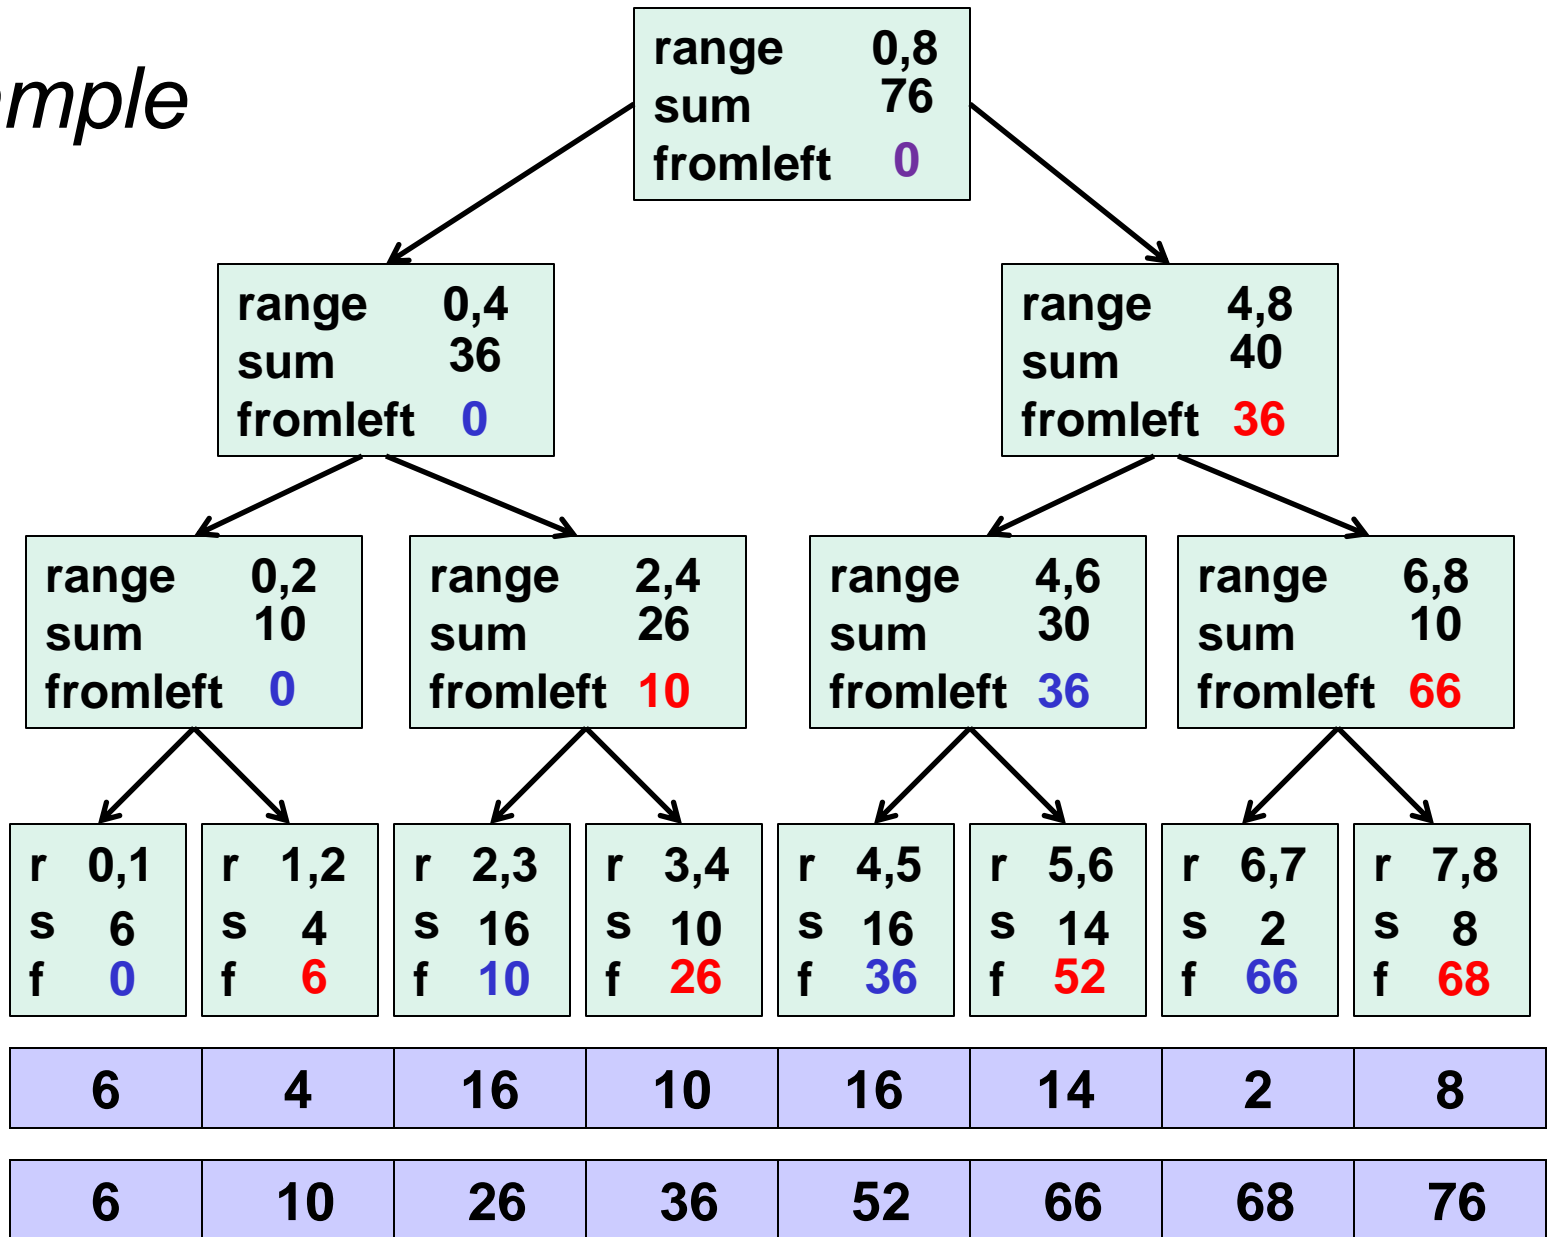 range 0,8
sum 76
fromleft 0
range 0,4
sum 36
fromleft 0
range 4,8
sum 40
fromleft 36
range 0,2
sum 10
fromleft 0
range 2,4
sum 26
fromleft 10
range 4,6
sum 30
fromleft 36
range 6,8
sum 10
fromleft 66
r 0,1
s 6
f 0
r 1,2
s 4
f 6
r 2,3
s 16
f 10
r 3,4
s 10
f 26
r 4,5
s 16
f 36
r 5,6
s 14
f 52
r 6,7
s 2
f 66
r 7,8
s 8
f 68
6 4 16 10 16 14 2 8
6 10 26 36 52 66 68 76